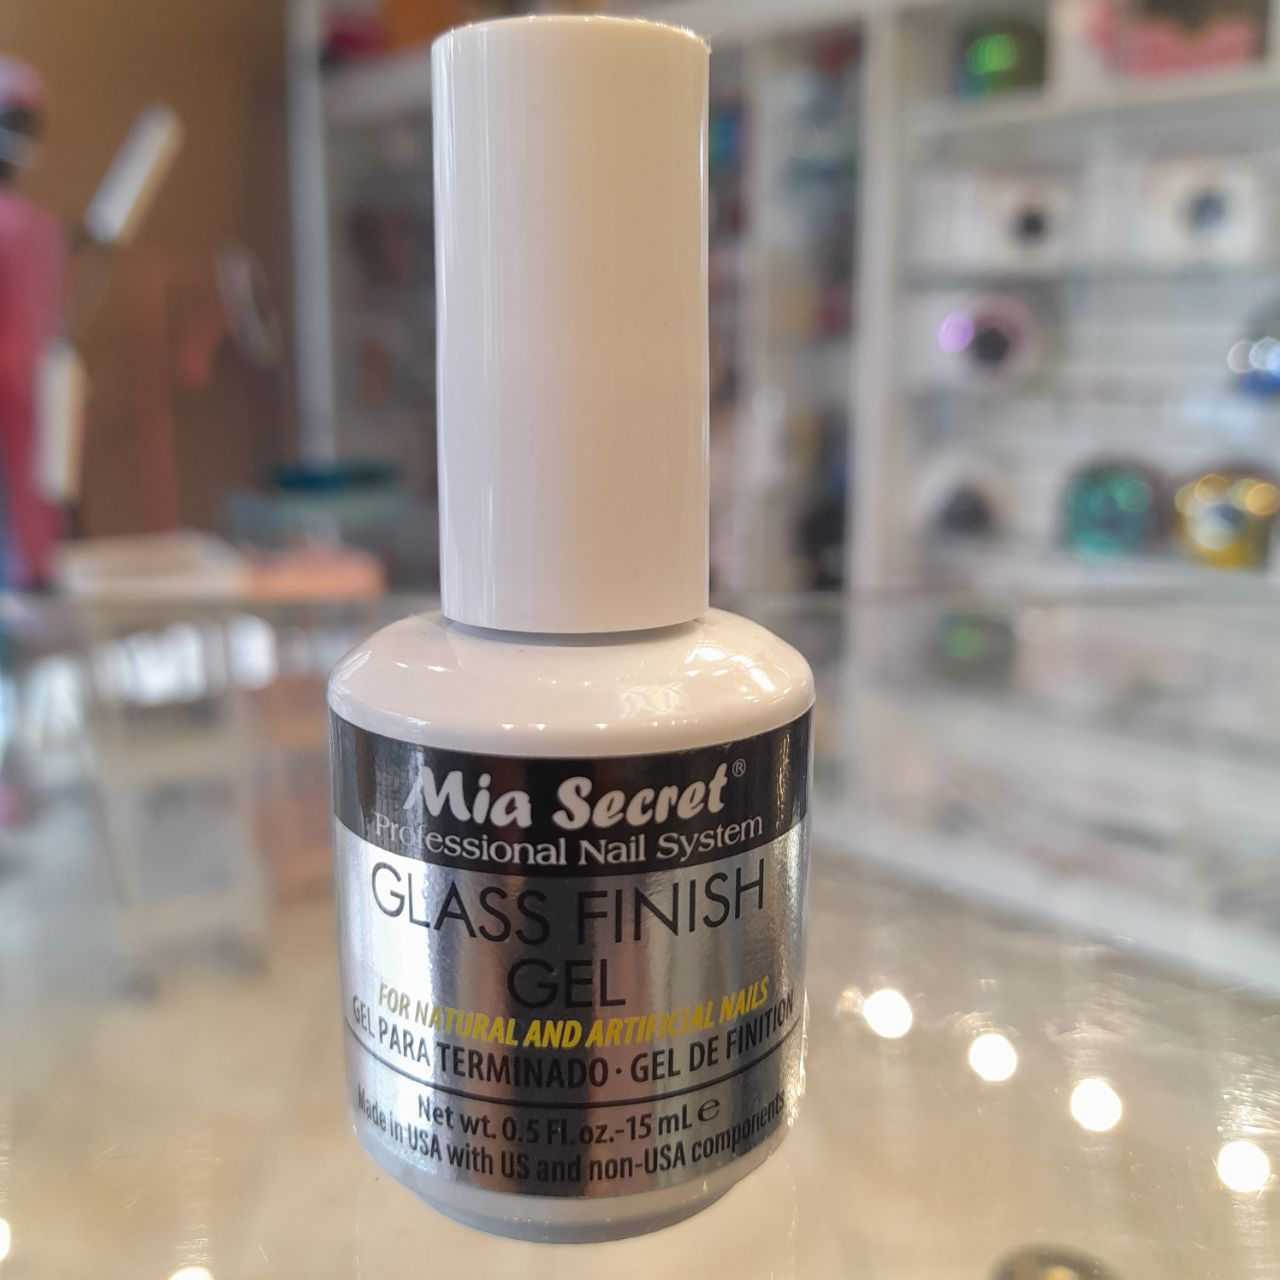 Mia Secret®
Professional Nail System
GLASS FINISH
GEL
FOR NATURAL AND ARTIFICIAL NAILS
GEL PARA TERMINADO · GEL DE FINITION
Net wt. 0.5 Fl. oz.-15 mL ℮
Made in USA with US and non-USA components